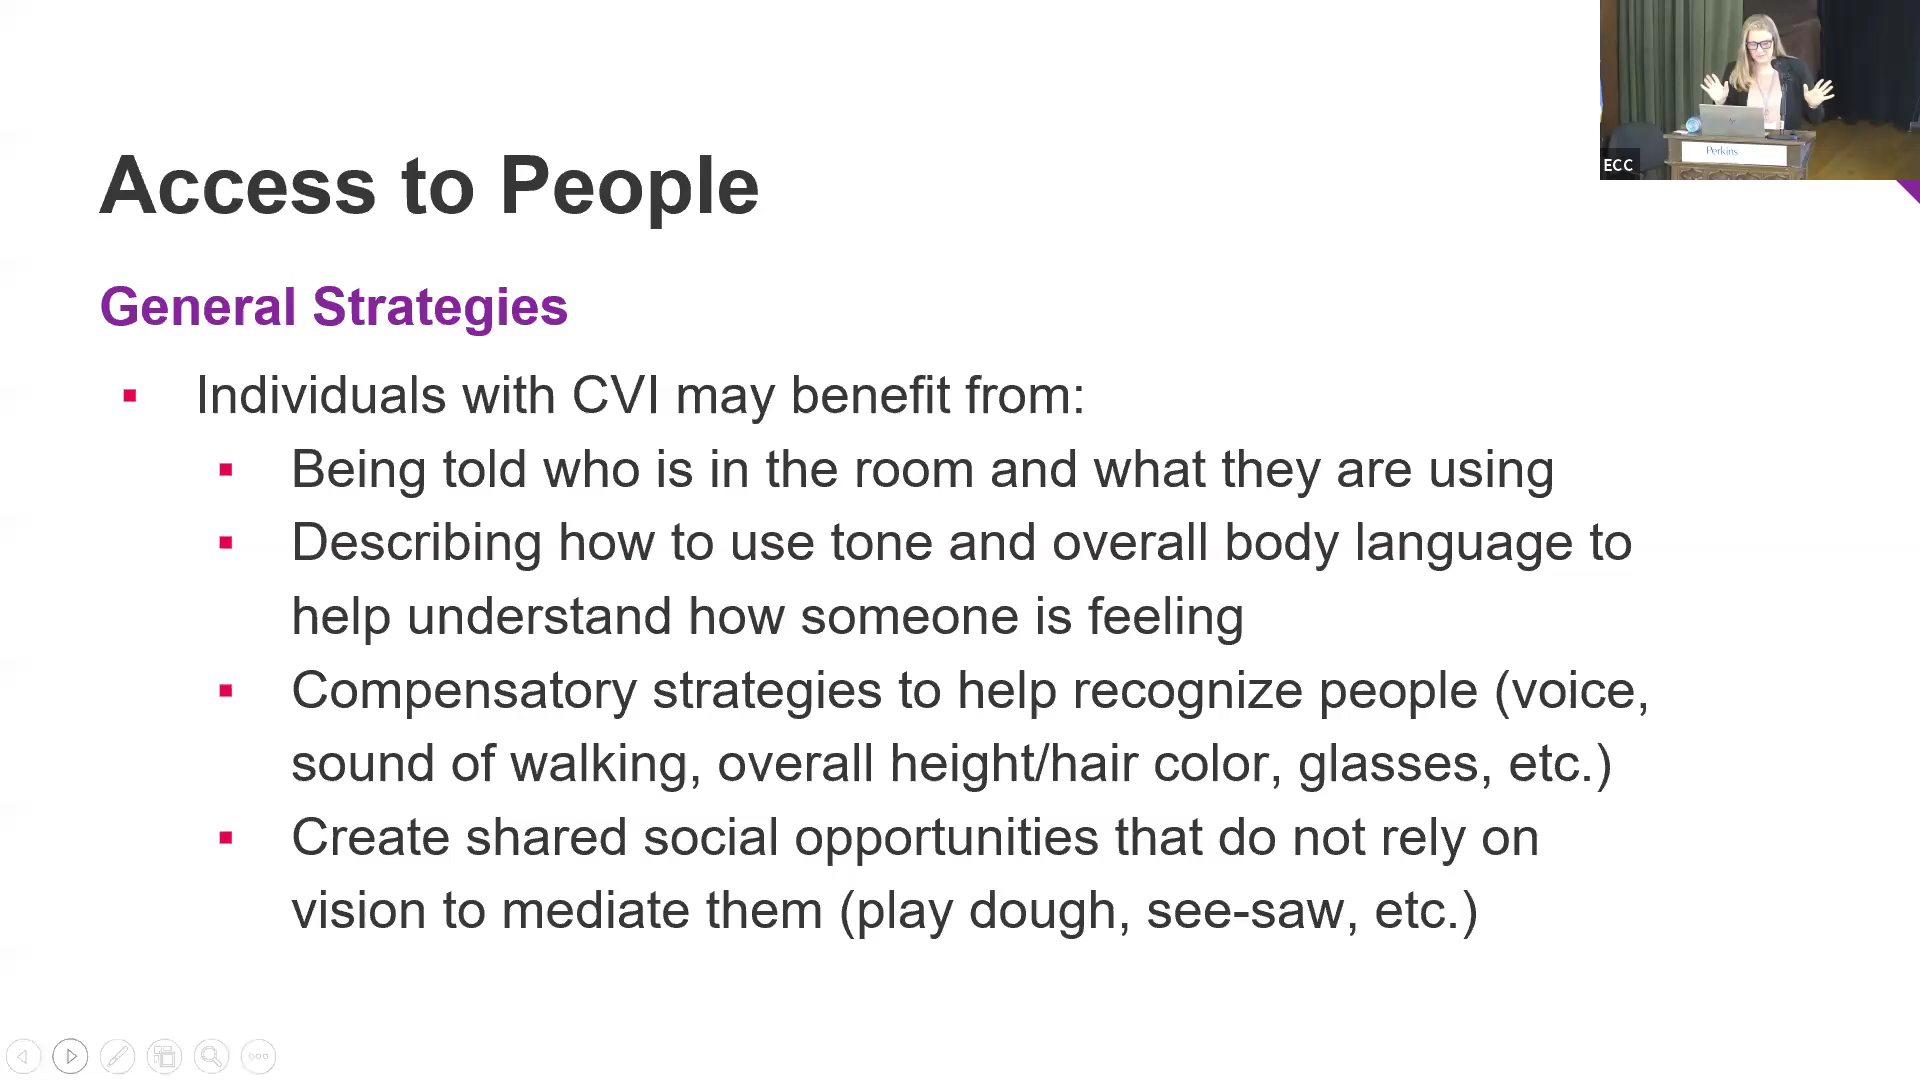 Access to People
General Strategies
Individuals with CVI may benefit from:
Being told who is in the room and what they are using
Describing how to use tone and overall body language to
help understand how someone is feeling
Compensatory strategies to help recognize people (voice,
sound of walking, overall height/hair color, glasses, etc.)
Create shared social opportunities that do not rely on
vision to mediate them (play dough, see-saw, etc.)
Perkins
ECC